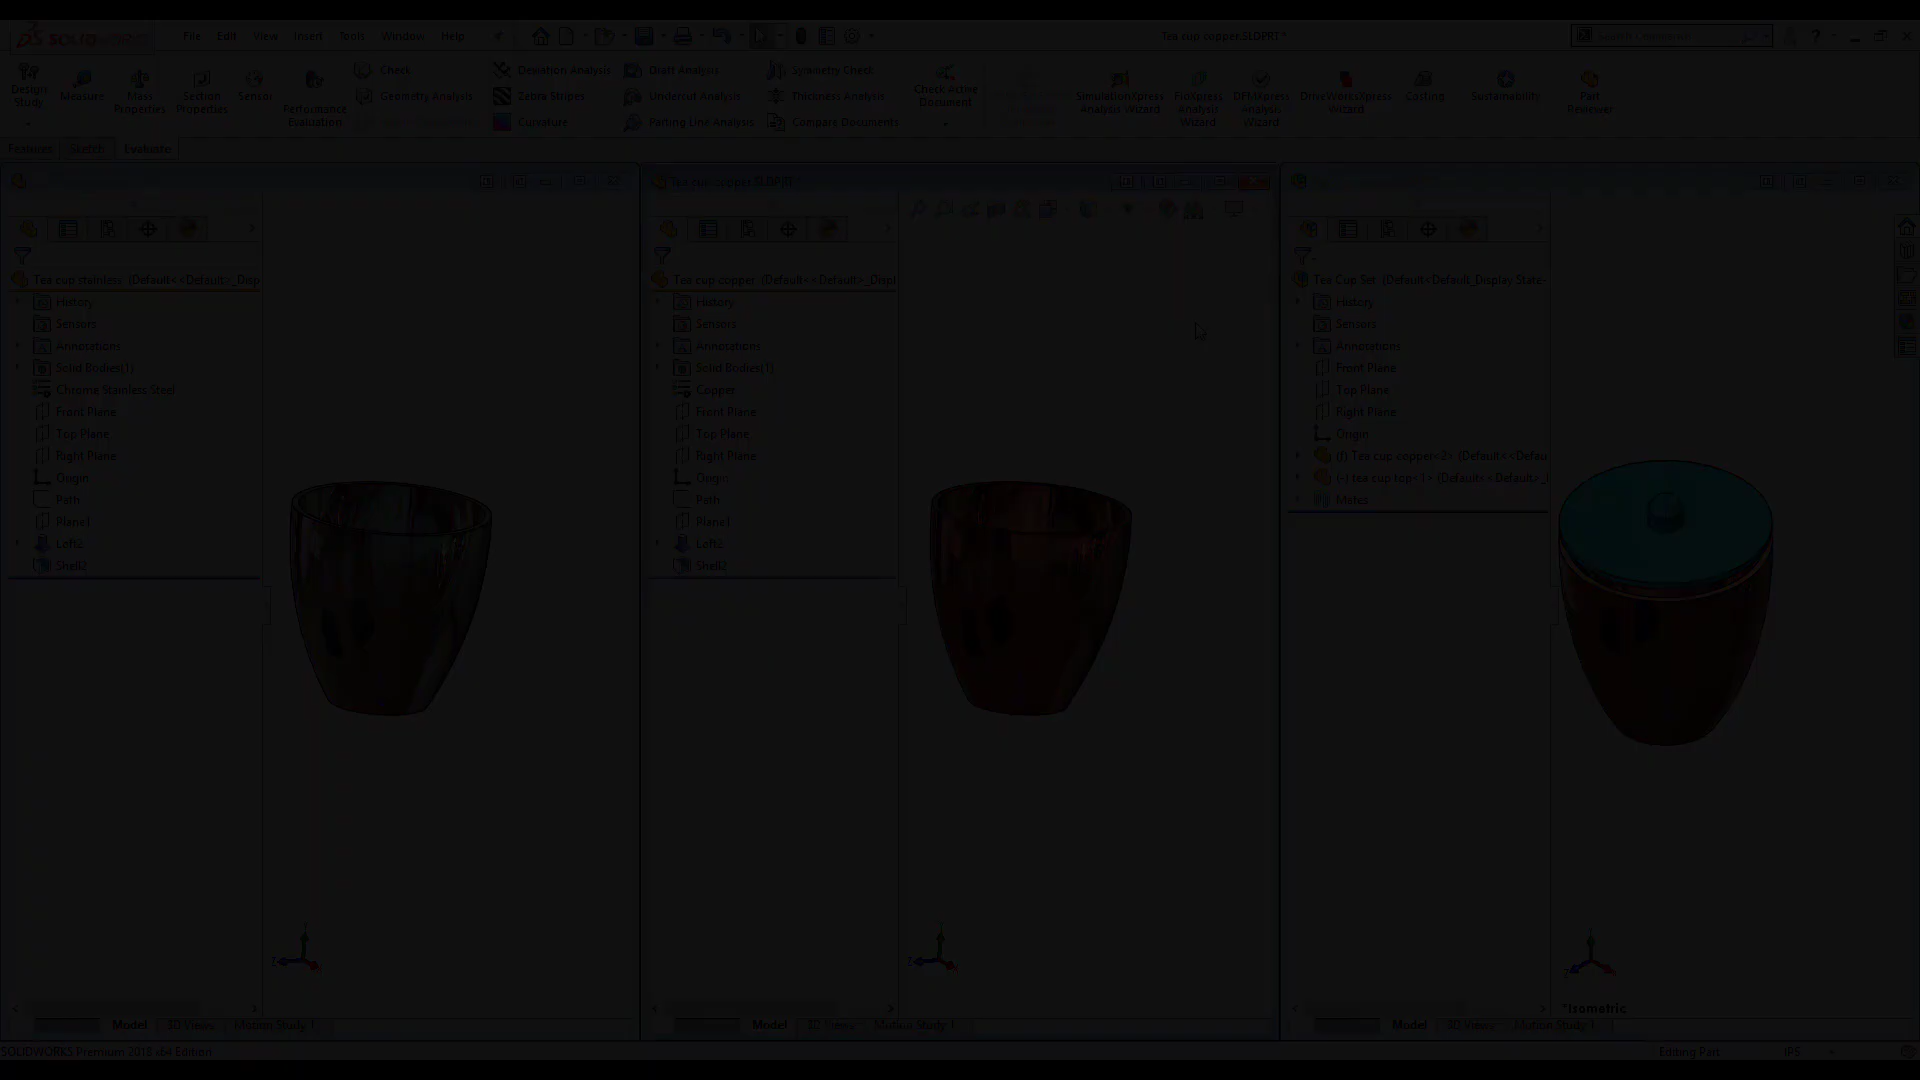 SOLIDWORKS File Edit View Insert Tools Window Help Tea cup copper.SLDPRT *
Design Study
Measure
Mass Properties
Section Properties
Sensor
Performance Evaluation
Check
Geometry Analysis
Deviation Analysis
Zebra Stripes
Curvature
Draft Analysis
Undercut Analysis
Parting Line Analysis
Symmetry Check
Thickness Analysis
Compare Documents
Check Active Document
SimulationXpress Analysis Wizard
FloXpress Analysis Wizard
DFMXpress Analysis Wizard
DriveWorksXpress Wizard
Costing
Sustainability
Part Reviewer
Features Sketch Evaluate
Tea cup stainless (Default<<Default>_Disp
History
Sensors
Annotations
Solid Bodies(1)
Chrome Stainless Steel
Front Plane
Top Plane
Right Plane
Origin
Path
Plane1
Loft2
Shell2
Model 3D Views Motion Study 1
Tea cup copper.SLDPRT *
Tea cup copper (Default<<Default>_Displ
History
Sensors
Annotations
Solid Bodies(1)
Copper
Front Plane
Top Plane
Right Plane
Origin
Path
Plane1
Loft2
Shell2
Model 3D Views Motion Study 1
Tea Cup Set (Default<Default_Display State-
History
Sensors
Annotations
Front Plane
Top Plane
Right Plane
Origin
(f) Tea cup copper<2> (Default<<Defau
(-) tea cup top<1> (Default<<Default>_
Mates
*Isometric
Model 3D Views Motion Study 1
SOLIDWORKS Premium 2018 x64 Edition Editing Part IPS